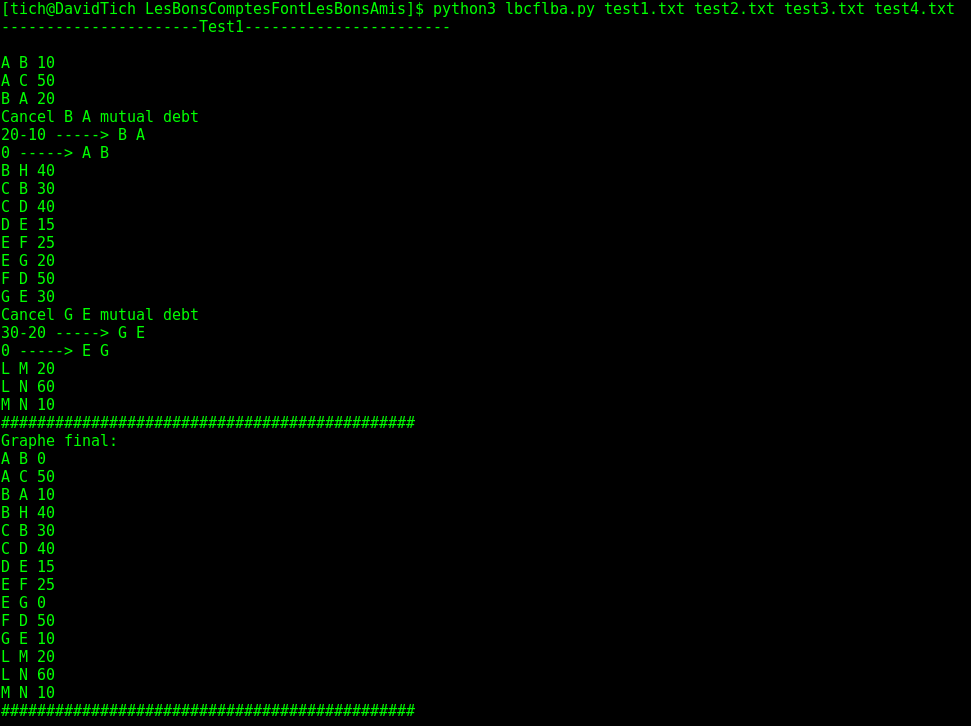 [tich@DavidTich LesBonsComptesFontLesBonsAmis]$ python3 lbcflba.py test1.txt test2.txt test3.txt test4.txt
----------------------Test1-----------------------
A B 10
A C 50
B A 20
Cancel B A mutual debt
20-10 -----> B A
0 -----> A B
B H 40
C B 30
C D 40
D E 15
E F 25
E G 20
F D 50
G E 30
Cancel G E mutual debt
30-20 -----> G E
0 -----> E G
L M 20
L N 60
M N 10
##############################################
Graphe final:
A B 0
A C 50
B A 10
B H 40
C B 30
C D 40
D E 15
E F 25
E G 0
F D 50
G E 10
L M 20
L N 60
M N 10
##############################################